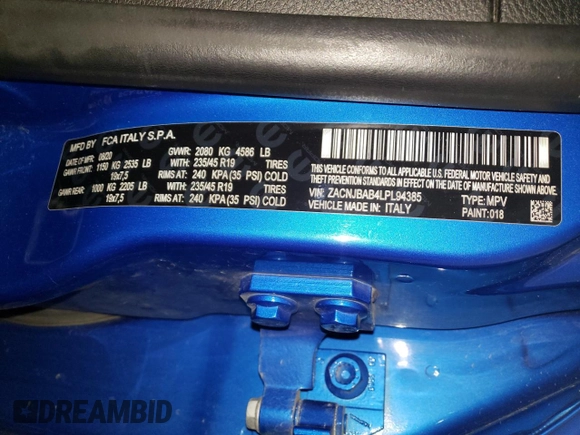 MFD BY FCA ITALY S.P.A.
MFD: 08/20 GVWR: 2080 KG 4586 LB
GAWR FRONT: 1150 KG 2535 LB WITH: 235/45 R19 TIRES
19x7,5 RIMS AT: 240 KPA (35 PSI) COLD
GAWR REAR: 1000 KG 2205 LB WITH: 235/45 R19 TIRES
19x7,5 RIMS AT: 240 KPA (35 PSI) COLD
THIS VEHICLE CONFORMS TO ALL APPLICABLE U.S. FEDERAL MOTOR VEHICLE SAFETY,
BUMPER, AND THEFT PREVENTION STANDARDS IN EFFECT ON THE DATE OF MANUFACTURE SHOWN ABOVE.
VIN: ZACNJBAB4LPL94385 TYPE: MPV
VEHICLE MADE IN: ITALY PAINT: 018
DREAMBID